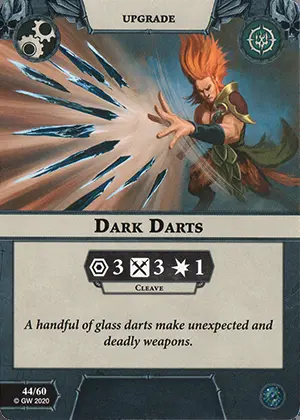 UPGRADE
DARK DARTS
3 3 1
CLEAVE
A handful of glass darts make unexpected and
deadly weapons.
44/60
© GW 2020